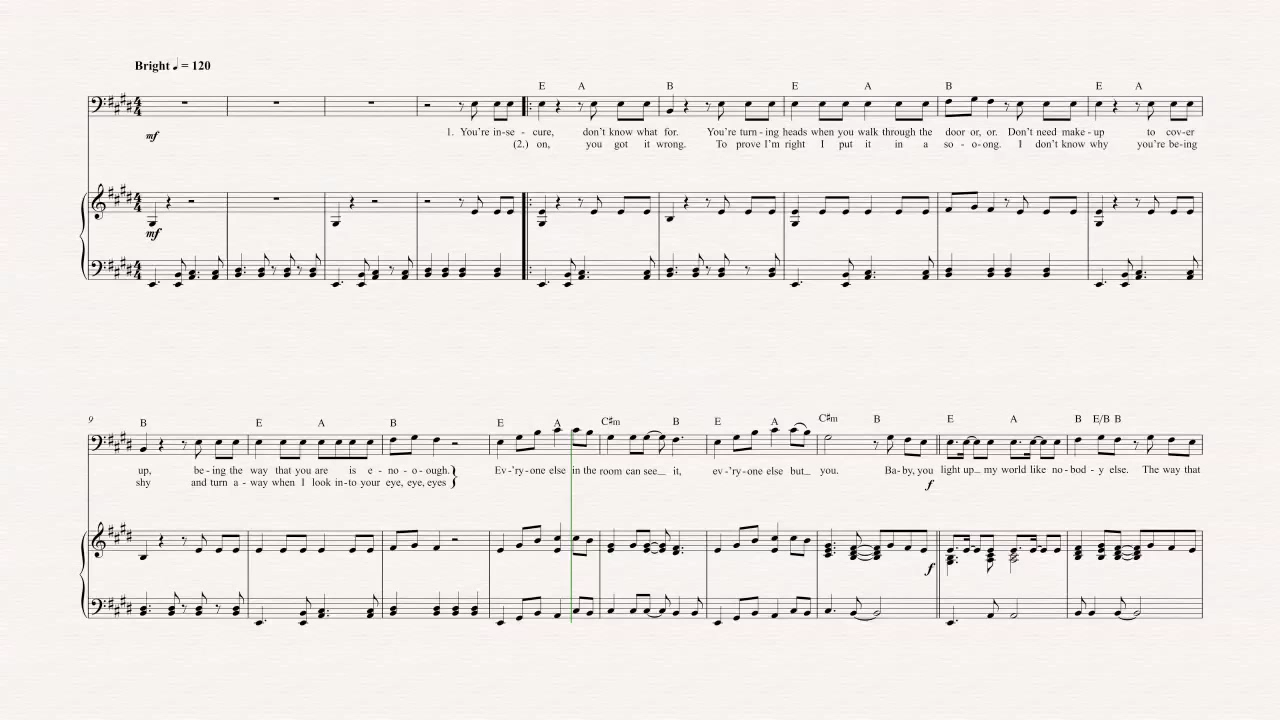 Bright ♩ = 120
E A B E A B E A
mf
1. You're in-se - cure, don't know what for. You're turn - ing heads when you walk through the door or, or. Don't need make - up to cov-er
(2.) on, you got it wrong. To prove I'm right I put it in a so - o-ong. I don't know why you're be-ing
mf
9
B E A B E A C♯m B E A C♯m B E A B E/B B
up, be - ing the way that you are is e - no - o - ough. Ev-'ry-one else in the room can see_ it, ev-'ry-one else but_ you. Ba-by, you light up_ my world like no-bod - y else. The way that
shy and turn a - way when I look in-to your eye, eye, eyes
f
f